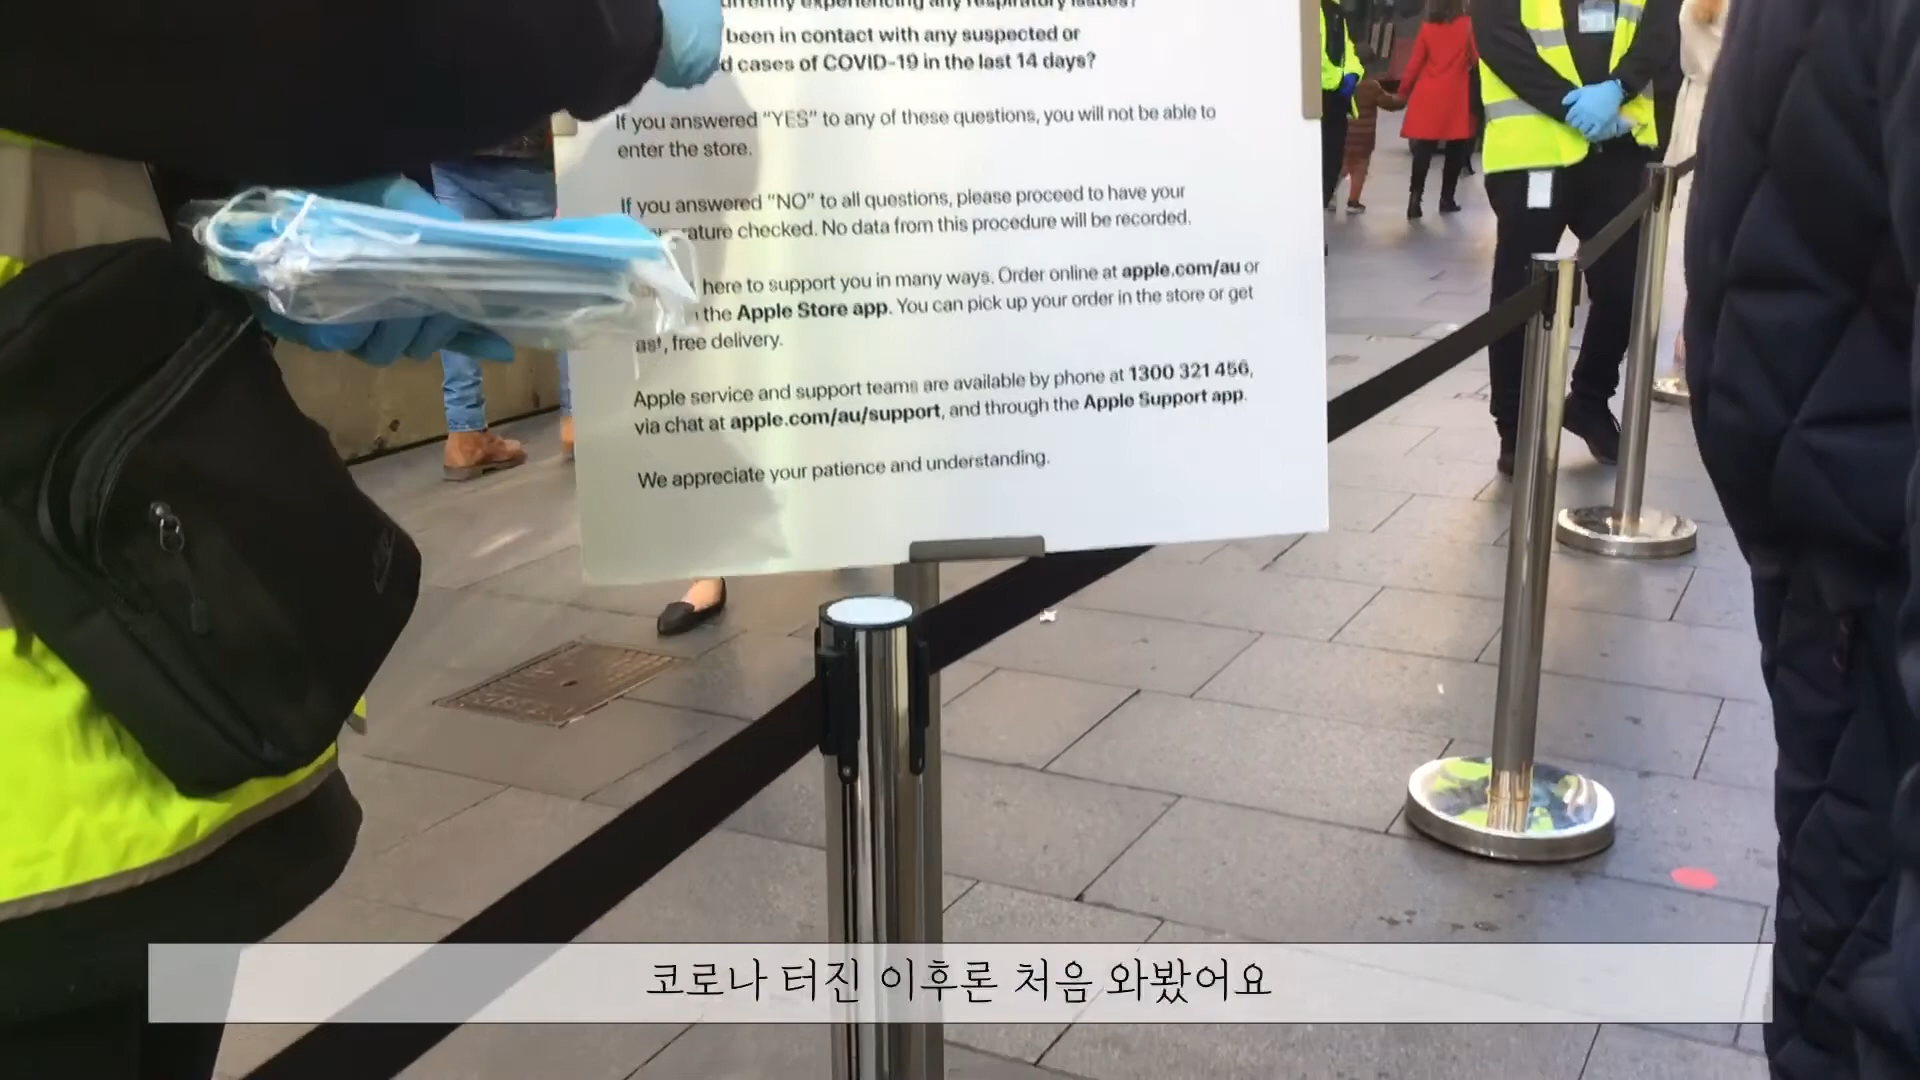 experiencing any respiratory issues?
been in contact with any suspected or
d cases of COVID-19 in the last 14 days?
If you answered "YES" to any of these questions, you will not be able to
enter the store.
If you answered "NO" to all questions, please proceed to have your
rature checked. No data from this procedure will be recorded.
here to support you in many ways. Order online at apple.com/au or
the Apple Store app. You can pick up your order in the store or get
ast, free delivery.
Apple service and support teams are available by phone at 1300 321 456,
via chat at apple.com/au/support, and through the Apple Support app.
We appreciate your patience and understanding.
코로나 터진 이후론 처음 와봤어요